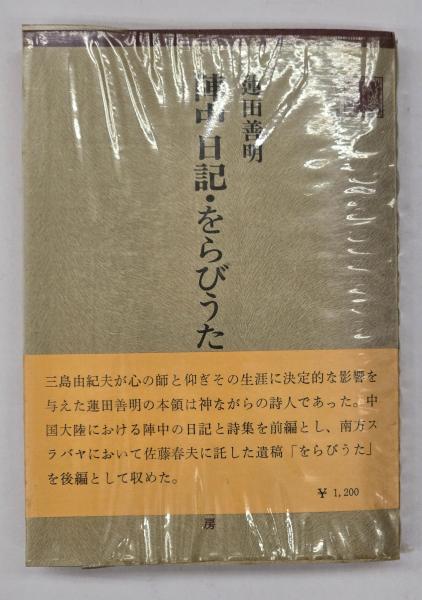 蓮田善明
陣中日記・をらびうた
三島由紀夫が心の師と仰ぎその生涯に決定的な影響を
与えた蓮田善明の本領は神ながらの詩人であった。中
国大陸における陣中の日記と詩集を前編とし、南方ス
ラバヤにおいて佐藤春夫に託した遺稿「をらびうた」
を後編として収めた。
¥ 1,200
房